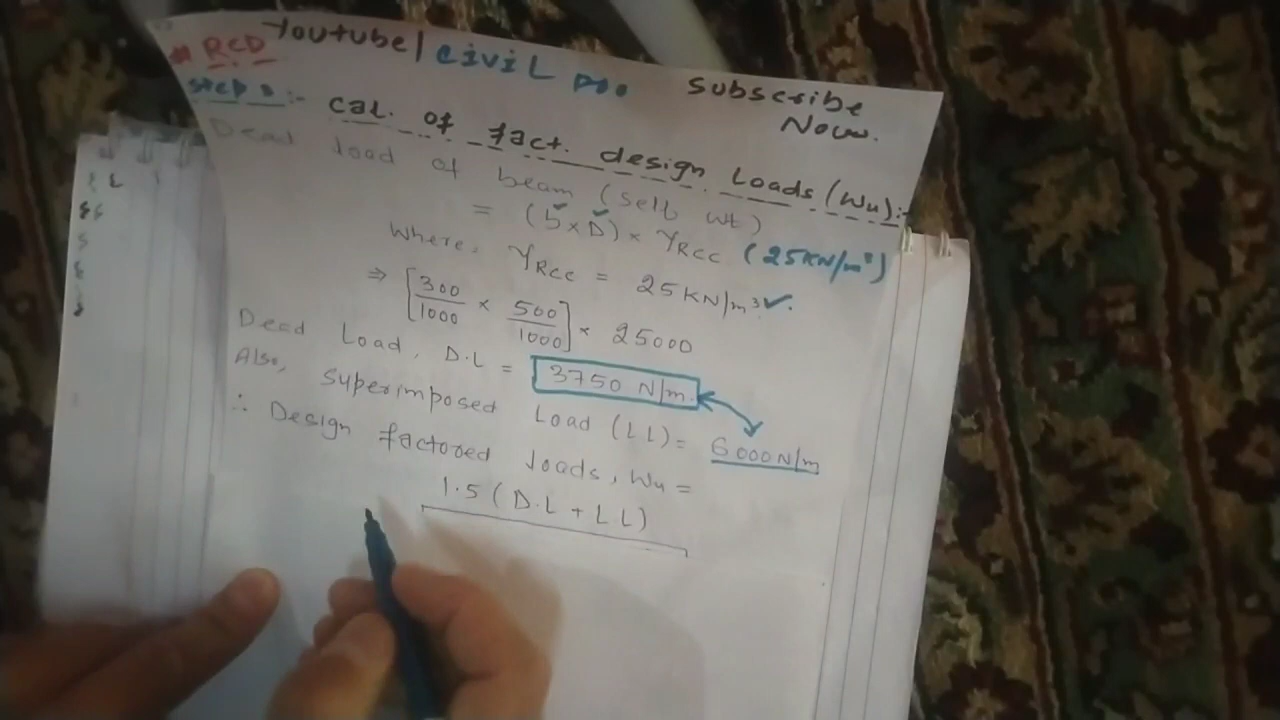 Youtube/civil pro Subscribe Now.
* RCD
step :-
cal. of fact. design Loads (Wu):-
Dead load of beam (self wt)
= (b×D) × γRCC (25KN/m³)
Where, γRCC = 25KN/m³ ✓.
⇒ [300/1000 × 500/1000] × 25000
Dead Load, D.L = 3750 N/m.
Also, Superimposed Load (LL) = 6000N/m
∴ Design factored loads, Wu =
1.5 (D.L + LL)